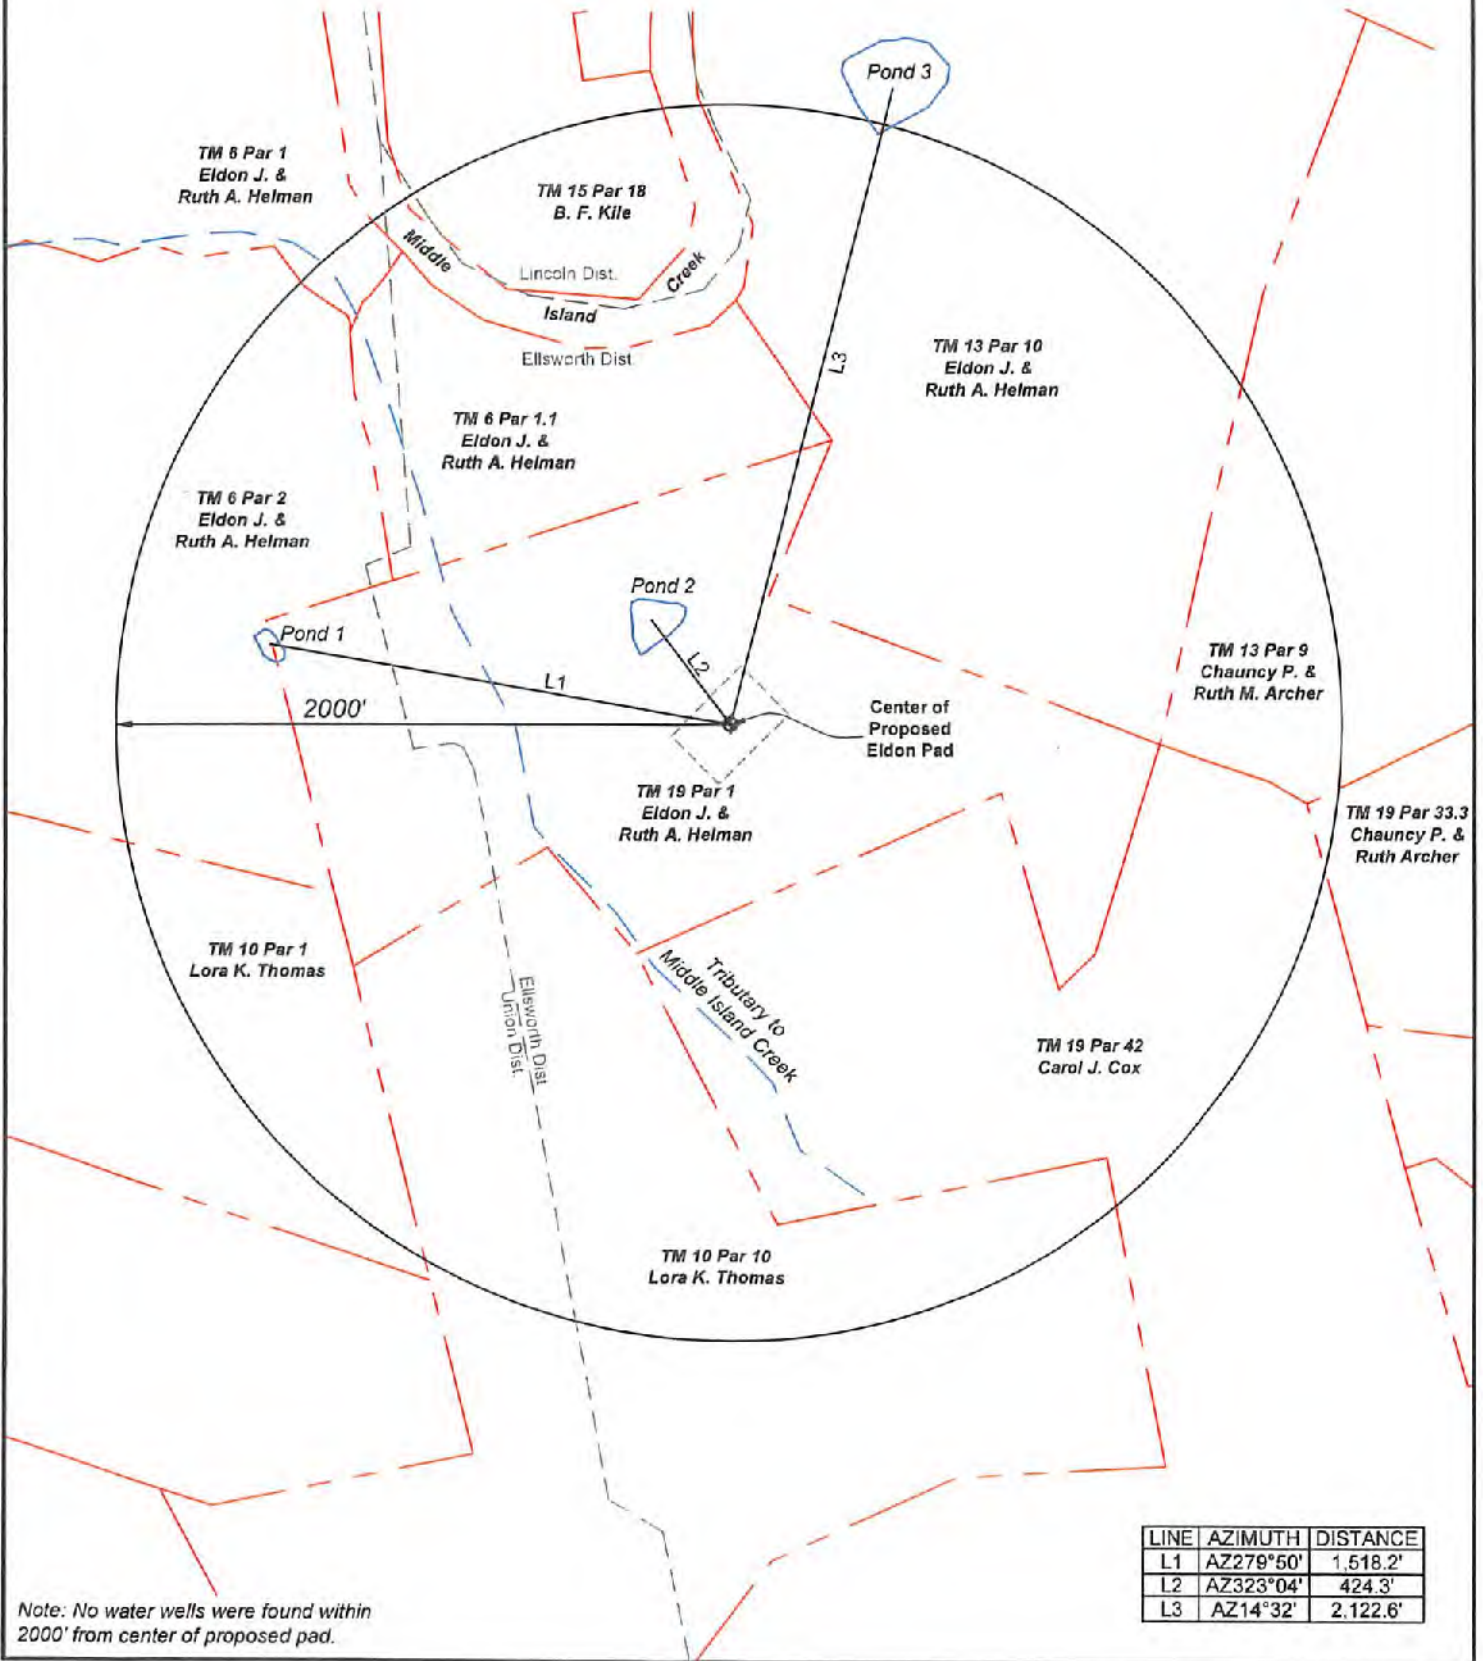 Pond 3
TM 6 Par 1
Eldon J. &
Ruth A. Helman
TM 15 Par 18
B. F. Kile
Middle
Island
Creek
Lincoln Dist.
Ellsworth Dist.
L3
TM 13 Par 10
Eldon J. &
Ruth A. Helman
TM 6 Par 1.1
Eldon J. &
Ruth A. Helman
TM 6 Par 2
Eldon J. &
Ruth A. Helman
Pond 2
Pond 1
L2
L1
2000'
TM 13 Par 9
Chauncy P. &
Ruth M. Archer
Center of
Proposed
Eldon Pad
TM 19 Par 1
Eldon J. &
Ruth A. Helman
TM 19 Par 33.3
Chauncy P. &
Ruth Archer
TM 10 Par 1
Lora K. Thomas
Ellsworth Dist
Union Dist.
Tributary to
Middle Island Creek
TM 19 Par 42
Carol J. Cox
TM 10 Par 10
Lora K. Thomas
LINE AZIMUTH DISTANCE
L1 AZ279°50' 1,518.2'
L2 AZ323°04' 424.3'
L3 AZ14°32' 2,122.6'
Note: No water wells were found within
2000' from center of proposed pad.